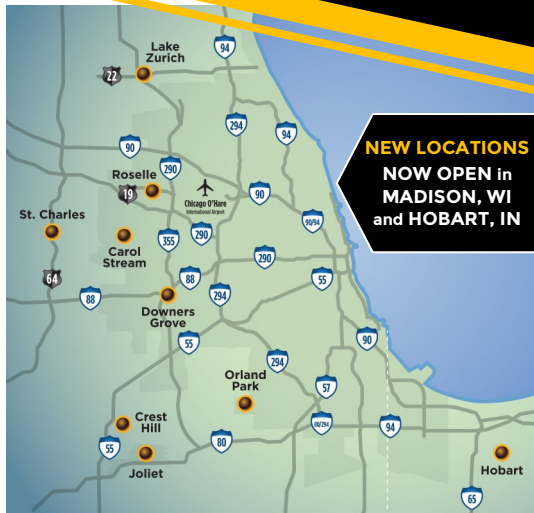 94
Lake
Zurich
22
294
94
90
290
NEW LOCATIONS
NOW OPEN in
MADISON, WI
and HOBART, IN
Roselle
19
Chicago O'Hare
International Airport
90
St. Charles
Carol
Stream
355
290
90/94
290
64
88
88
294
55
Downers
Grove
55
90
294
Orland
Park
57
Crest
Hill
55
80
80/294
94
Joliet
Hobart
65